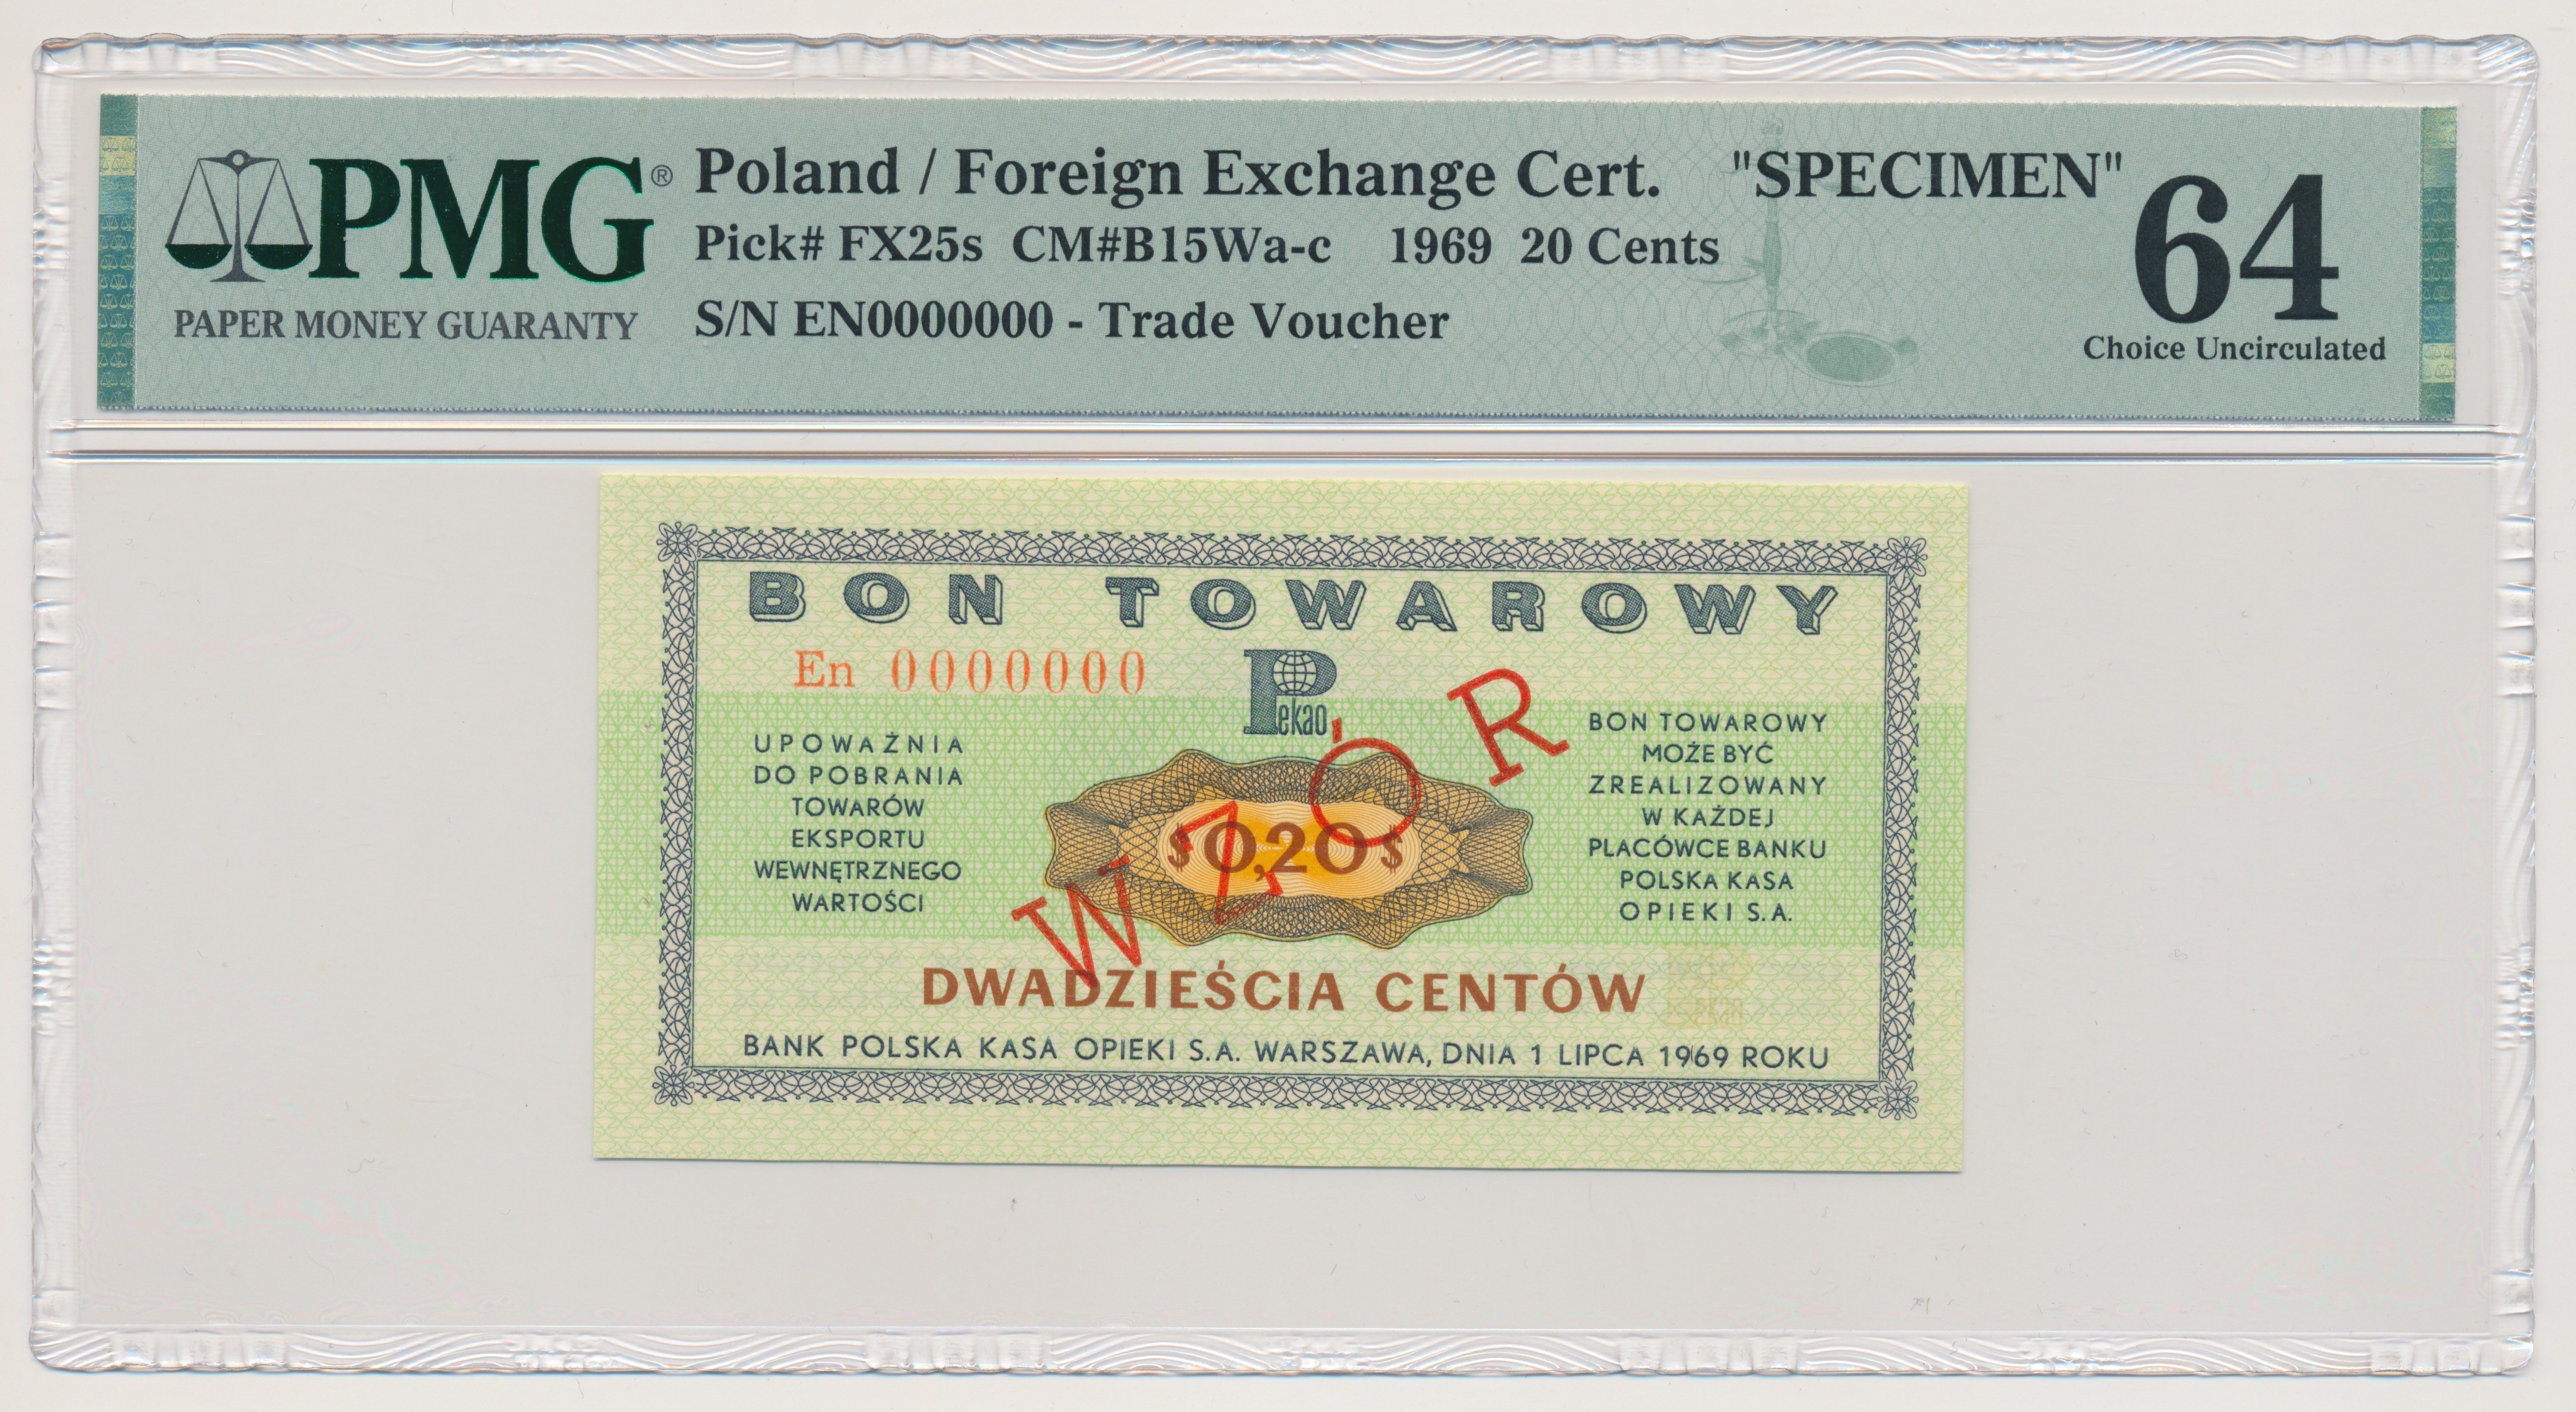 PMG®
PAPER MONEY GUARANTY
Poland / Foreign Exchange Cert. "SPECIMEN"
Pick# FX25s CM#B15Wa-c 1969 20 Cents
S/N EN0000000 - Trade Voucher
64
Choice Uncirculated
BON TOWAROWY
En 0000000
Pekao
UPOWAŻNIA
DO POBRANIA
TOWARÓW
EKSPORTU
WEWNĘTRZNEGO
WARTOŚCI
$0,20$
WZÓR
BON TOWAROWY
MOŻE BYĆ
ZREALIZOWANY
W KAŻDEJ
PLACÓWCE BANKU
POLSKA KASA
OPIEKI S.A.
DWADZIEŚCIA CENTÓW
BANK POLSKA KASA OPIEKI S.A. WARSZAWA, DNIA 1 LIPCA 1969 ROKU